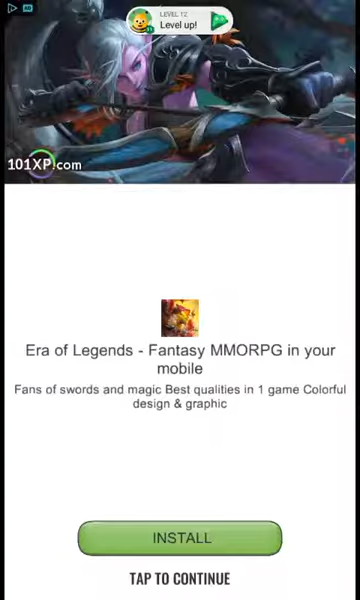 AD
LEVEL 12
Level up!
101XP.com
Era of Legends - Fantasy MMORPG in your
mobile
Fans of swords and magic Best qualities in 1 game Colorful
design & graphic
INSTALL
TAP TO CONTINUE